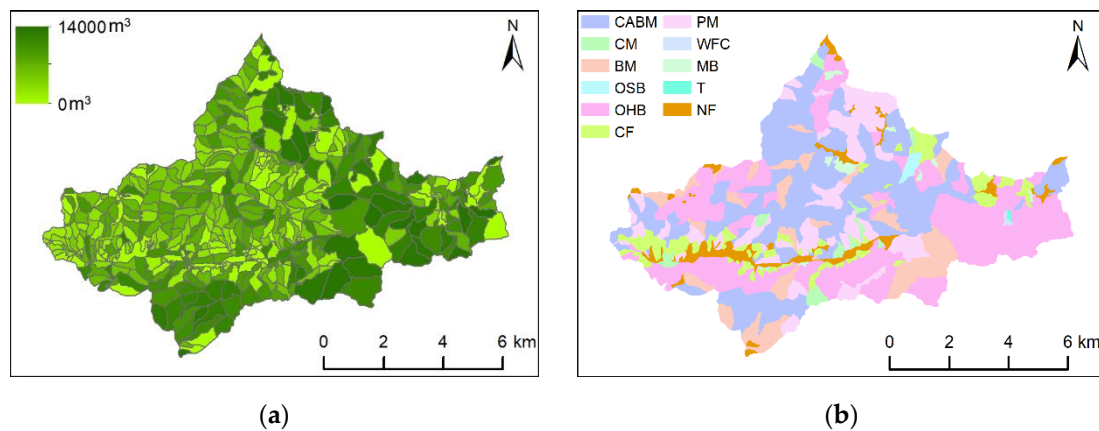 14000 m³
0 m³
N
0 2 4 6 km
(a)
CABM PM
CM WFC
BM MB
OSB T
OHB NF
CF
N
0 2 4 6 km
(b)